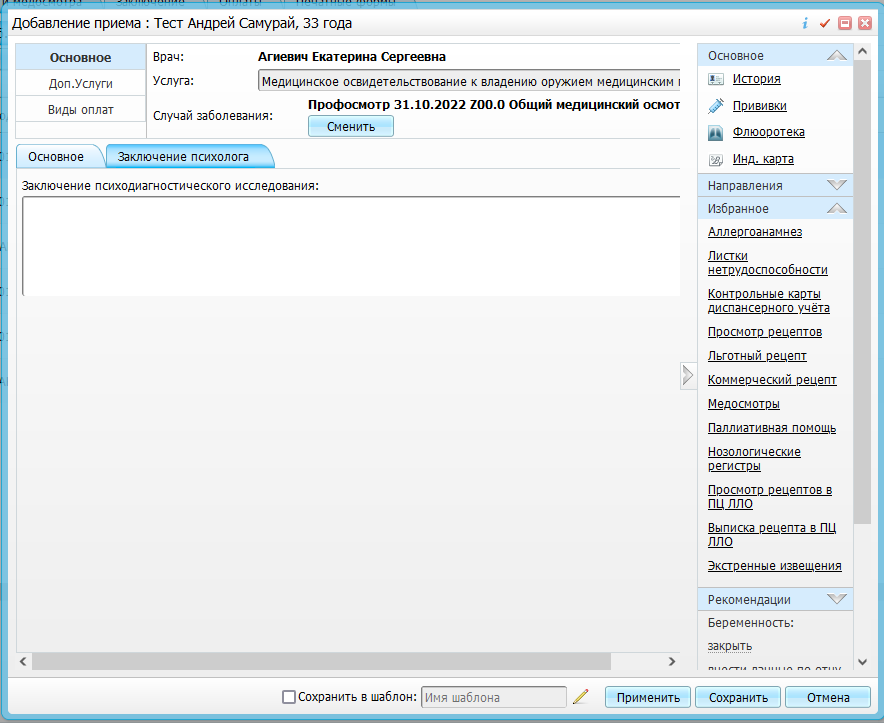 Добавление приема : Тест Андрей Самурай, 33 года
Основное
Доп.Услуги
Виды оплат
Врач:
Агиевич Екатерина Сергеевна
Услуга:
Медицинское освидетельствование к владению оружием медицинским
Случай заболевания:
Профосмотр 31.10.2022 Z00.0 Общий медицинский осмот
Сменить
Основное
Заключение психолога
Заключение психодиагностического исследования:
Основное
История
Прививки
Флюоротека
Инд. карта
Направления
Избранное
Аллергоанамнез
Листки
нетрудоспособности
Контрольные карты
диспансерного учёта
Просмотр рецептов
Льготный рецепт
Коммерческий рецепт
Медосмотры
Паллиативная помощь
Нозологические
регистры
Просмотр рецептов в
ПЦ ЛЛО
Выписка рецепта в ПЦ
ЛЛО
Экстренные извещения
Рекомендации
Беременность:
закрыть
Сохранить в шаблон:
Имя шаблона
Применить
Сохранить
Отмена